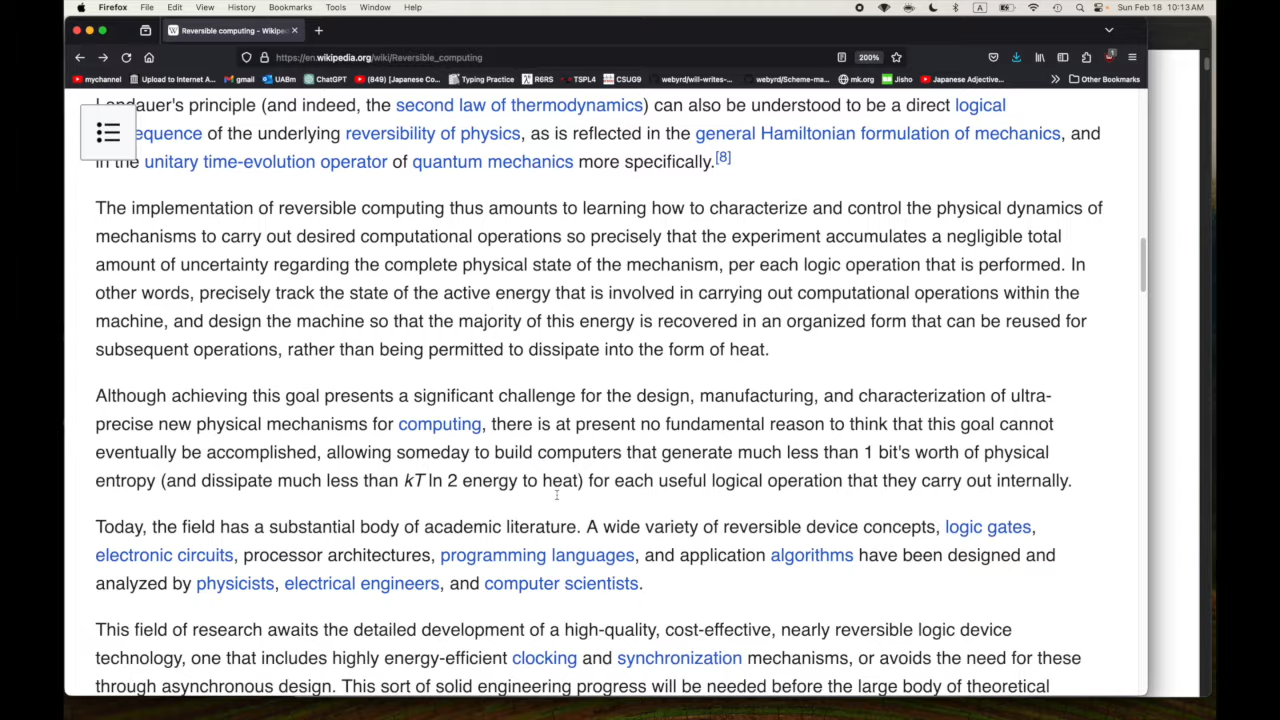 Firefox File Edit View History Bookmarks Tools Window Help A Sun Feb 18 10:13 AM
W Reversible computing - Wikipe
https://en.wikipedia.org/wiki/Reversible_computing 200%
mychannel Upload to Internet A... gmail UABm ChatGPT (849) [Japanese Co... Typing Practice R6RS TSPL4 CSUG9 webyrd/will-writes-... webyrd/Scheme-ma... mk.org Jisho Japanese Adjective... Other Bookmarks
Landauer's principle (and indeed, the second law of thermodynamics) can also be understood to be a direct logical
equence of the underlying reversibility of physics, as is reflected in the general Hamiltonian formulation of mechanics, and
in the unitary time-evolution operator of quantum mechanics more specifically.[8]
The implementation of reversible computing thus amounts to learning how to characterize and control the physical dynamics of
mechanisms to carry out desired computational operations so precisely that the experiment accumulates a negligible total
amount of uncertainty regarding the complete physical state of the mechanism, per each logic operation that is performed. In
other words, precisely track the state of the active energy that is involved in carrying out computational operations within the
machine, and design the machine so that the majority of this energy is recovered in an organized form that can be reused for
subsequent operations, rather than being permitted to dissipate into the form of heat.
Although achieving this goal presents a significant challenge for the design, manufacturing, and characterization of ultra-
precise new physical mechanisms for computing, there is at present no fundamental reason to think that this goal cannot
eventually be accomplished, allowing someday to build computers that generate much less than 1 bit's worth of physical
entropy (and dissipate much less than kT ln 2 energy to heat) for each useful logical operation that they carry out internally.
Today, the field has a substantial body of academic literature. A wide variety of reversible device concepts, logic gates,
electronic circuits, processor architectures, programming languages, and application algorithms have been designed and
analyzed by physicists, electrical engineers, and computer scientists.
This field of research awaits the detailed development of a high-quality, cost-effective, nearly reversible logic device
technology, one that includes highly energy-efficient clocking and synchronization mechanisms, or avoids the need for these
through asynchronous design. This sort of solid engineering progress will be needed before the large body of theoretical